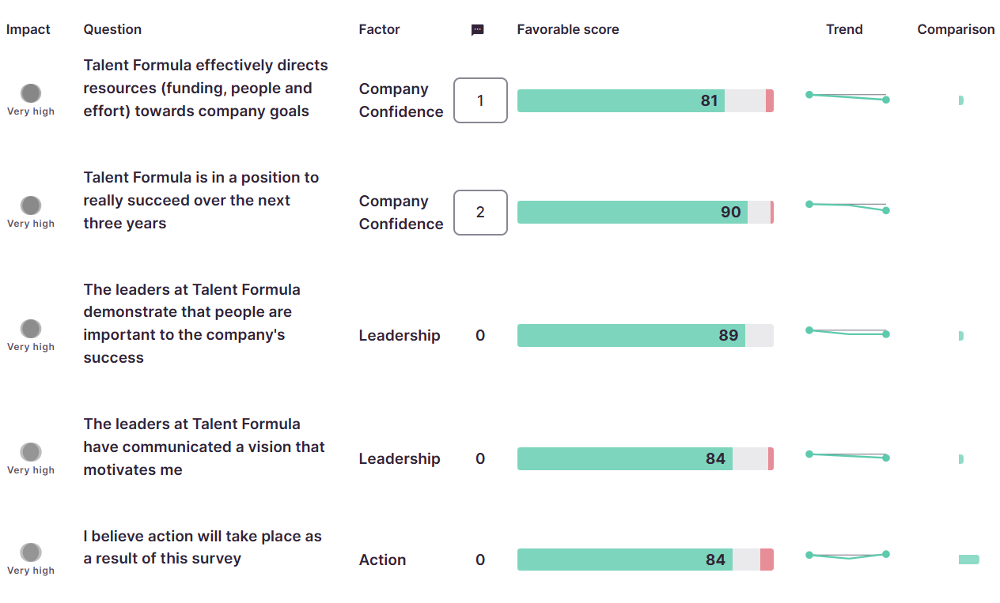 Impact Question Factor Favorable score Trend Comparison
Talent Formula effectively directs
resources (funding, people and
effort) towards company goals
Very high
Company
Confidence
1
81
Talent Formula is in a position to
really succeed over the next
three years
Very high
Company
Confidence
2
90
The leaders at Talent Formula
demonstrate that people are
important to the company's
success
Very high
Leadership
0
89
The leaders at Talent Formula
have communicated a vision that
motivates me
Very high
Leadership
0
84
I believe action will take place as
a result of this survey
Very high
Action
0
84